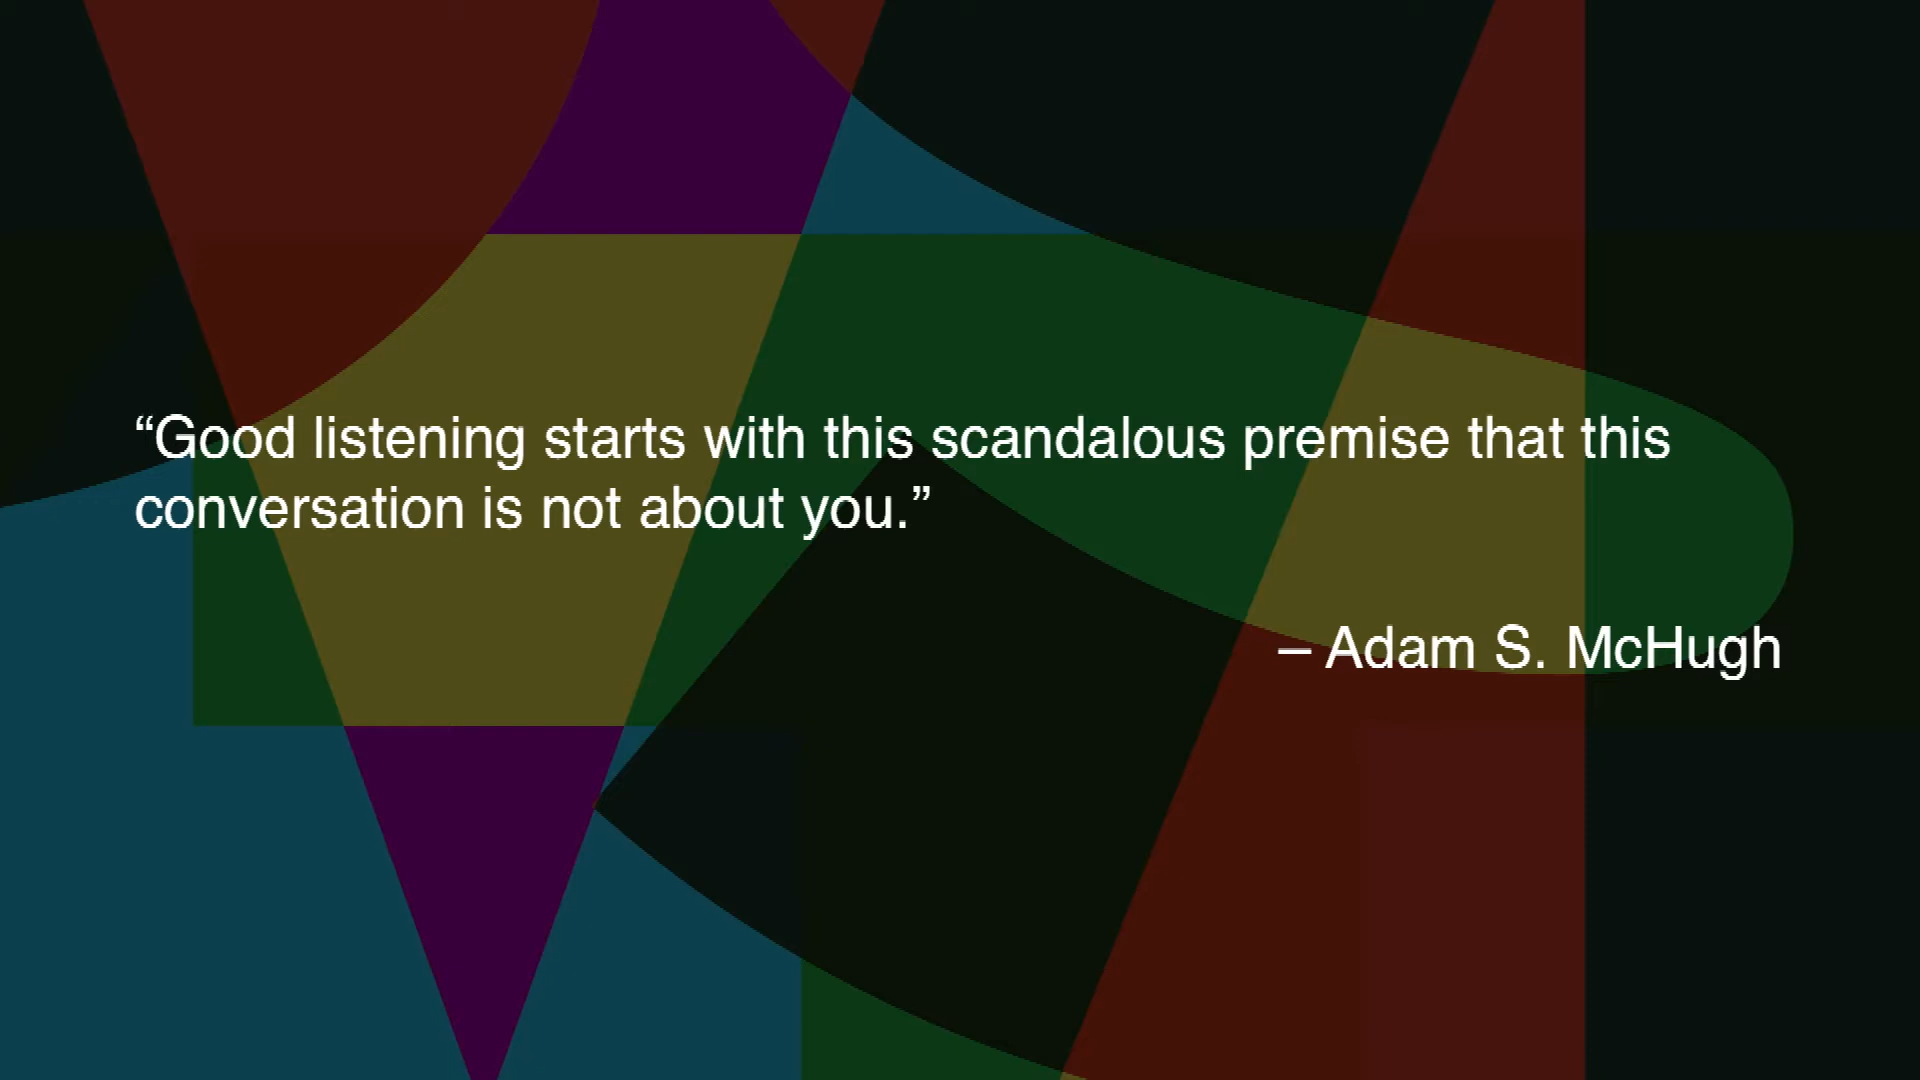 “Good listening starts with this scandalous premise that this
conversation is not about you.”
– Adam S. McHugh